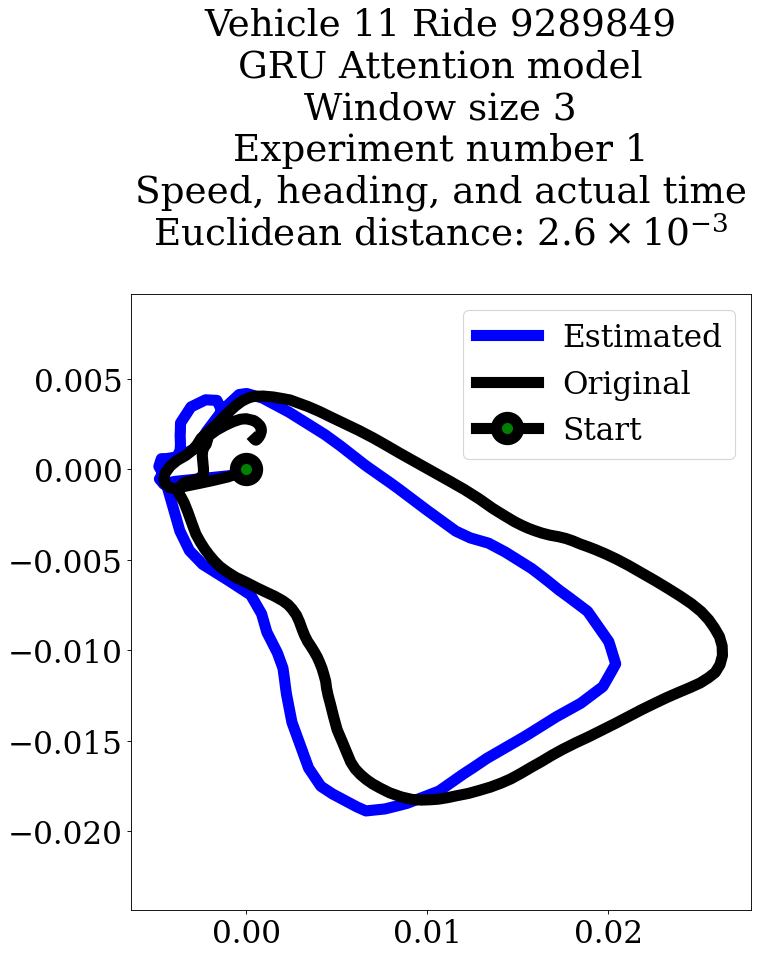 Vehicle 11 Ride 9289849
GRU Attention model
Window size 3
Experiment number 1
Speed, heading, and actual time
Euclidean distance: 2.6 × 10⁻³
Estimated
Original
Start
0.005
0.000
−0.005
−0.010
−0.015
−0.020
0.00
0.01
0.02